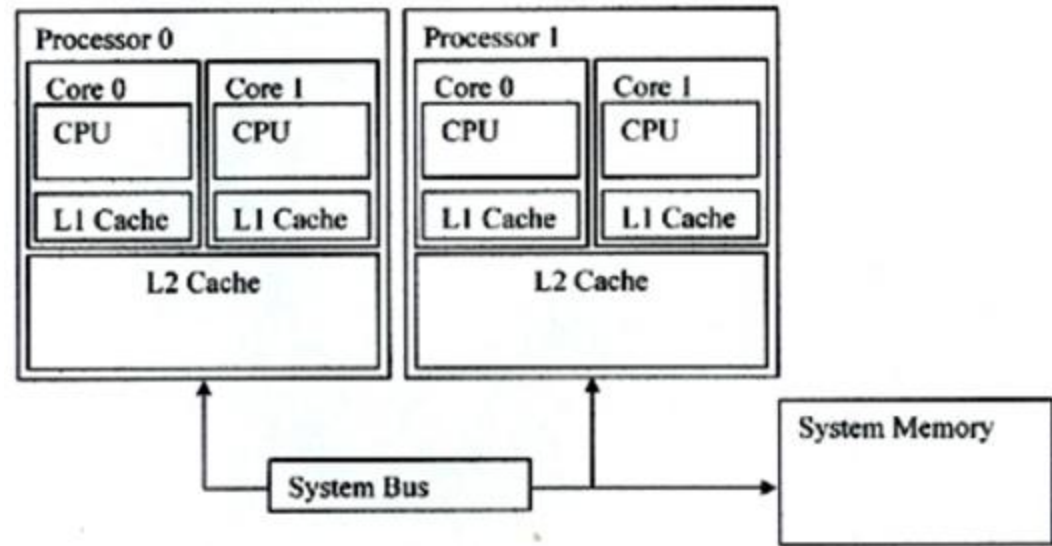 Processor 0
Core 0
CPU
L1 Cache
Core 1
CPU
L1 Cache
L2 Cache
Processor 1
Core 0
CPU
L1 Cache
Core 1
CPU
L1 Cache
L2 Cache
System Bus
System Memory